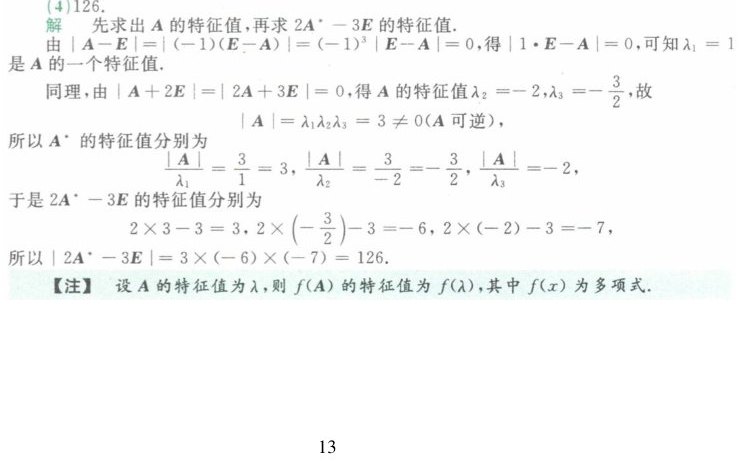 (4)126.
解 先求出 A 的特征值,再求 2A* − 3E 的特征值.
由 | A − E | = | (−1)(E − A) | = (−1)³ | E − A | = 0,得 | 1 • E − A | = 0,可知 λ₁ = 1
是 A 的一个特征值.
同理,由 | A + 2E | = | 2A + 3E | = 0,得 A 的特征值 λ₂ = − 2,λ₃ = − 3/2,故
| A | = λ₁λ₂λ₃ = 3 ≠ 0(A 可逆),
所以 A* 的特征值分别为
| A |/λ₁ = 3/1 = 3, | A |/λ₂ = 3/−2 = − 3/2, | A |/λ₃ = − 2,
于是 2A* − 3E 的特征值分别为
2 × 3 − 3 = 3, 2 × (− 3/2) − 3 = − 6, 2 × (− 2) − 3 = − 7,
所以 | 2A* − 3E | = 3 × (− 6) × (− 7) = 126.
【注】 设 A 的特征值为 λ,则 f(A) 的特征值为 f(λ),其中 f(x) 为多项式.
13